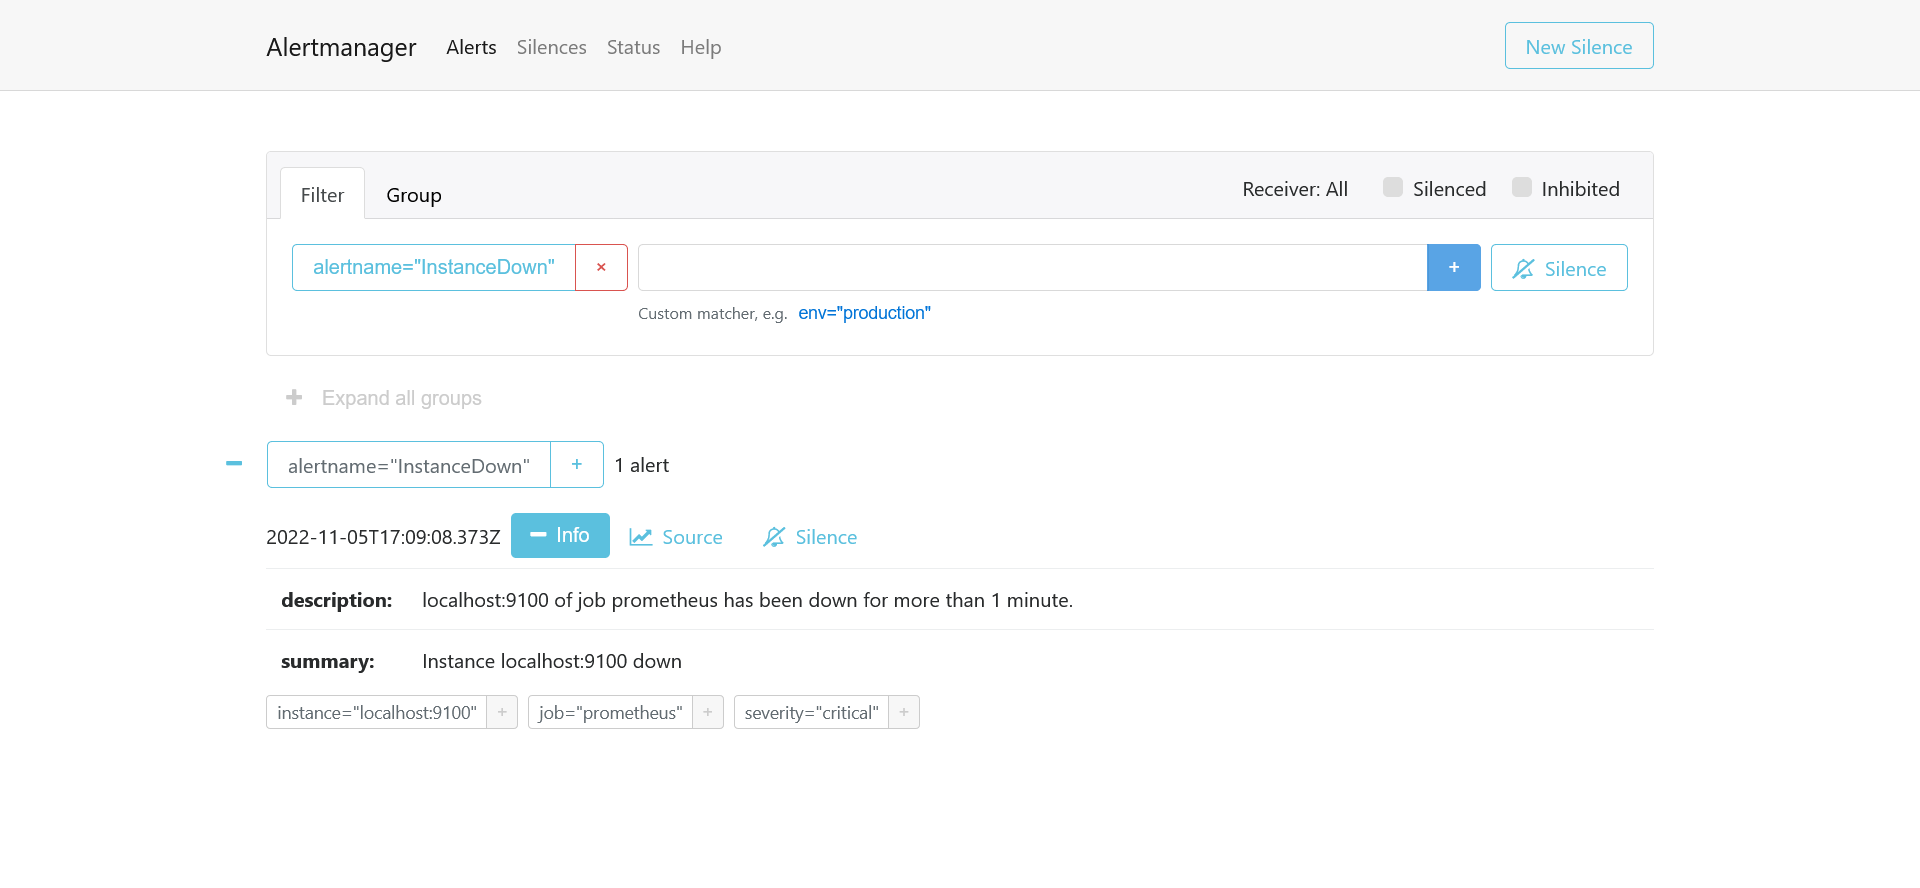 Alertmanager Alerts Silences Status Help New Silence
Filter Group Receiver: All Silenced Inhibited
alertname="InstanceDown" × + Silence
Custom matcher, e.g. env="production"
+ Expand all groups
− alertname="InstanceDown" + 1 alert
2022-11-05T17:09:08.373Z − Info Source Silence
description: localhost:9100 of job prometheus has been down for more than 1 minute.
summary: Instance localhost:9100 down
instance="localhost:9100" + job="prometheus" + severity="critical" +